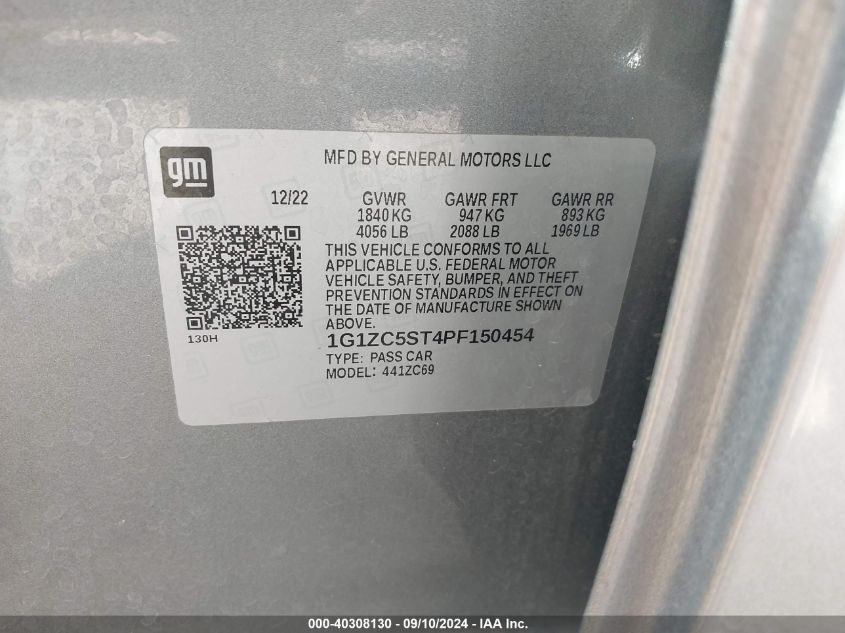 gm
MFD BY GENERAL MOTORS LLC
12/22 GVWR GAWR FRT GAWR RR
1840 KG 947 KG 893 KG
4056 LB 2088 LB 1969 LB
THIS VEHICLE CONFORMS TO ALL
APPLICABLE U.S. FEDERAL MOTOR
VEHICLE SAFETY, BUMPER, AND THEFT
PREVENTION STANDARDS IN EFFECT ON
THE DATE OF MANUFACTURE SHOWN
ABOVE.
130H
1G1ZC5ST4PF150454
TYPE: PASS CAR
MODEL: 441ZC69
000-40308130 - 09/10/2024 - IAA Inc.